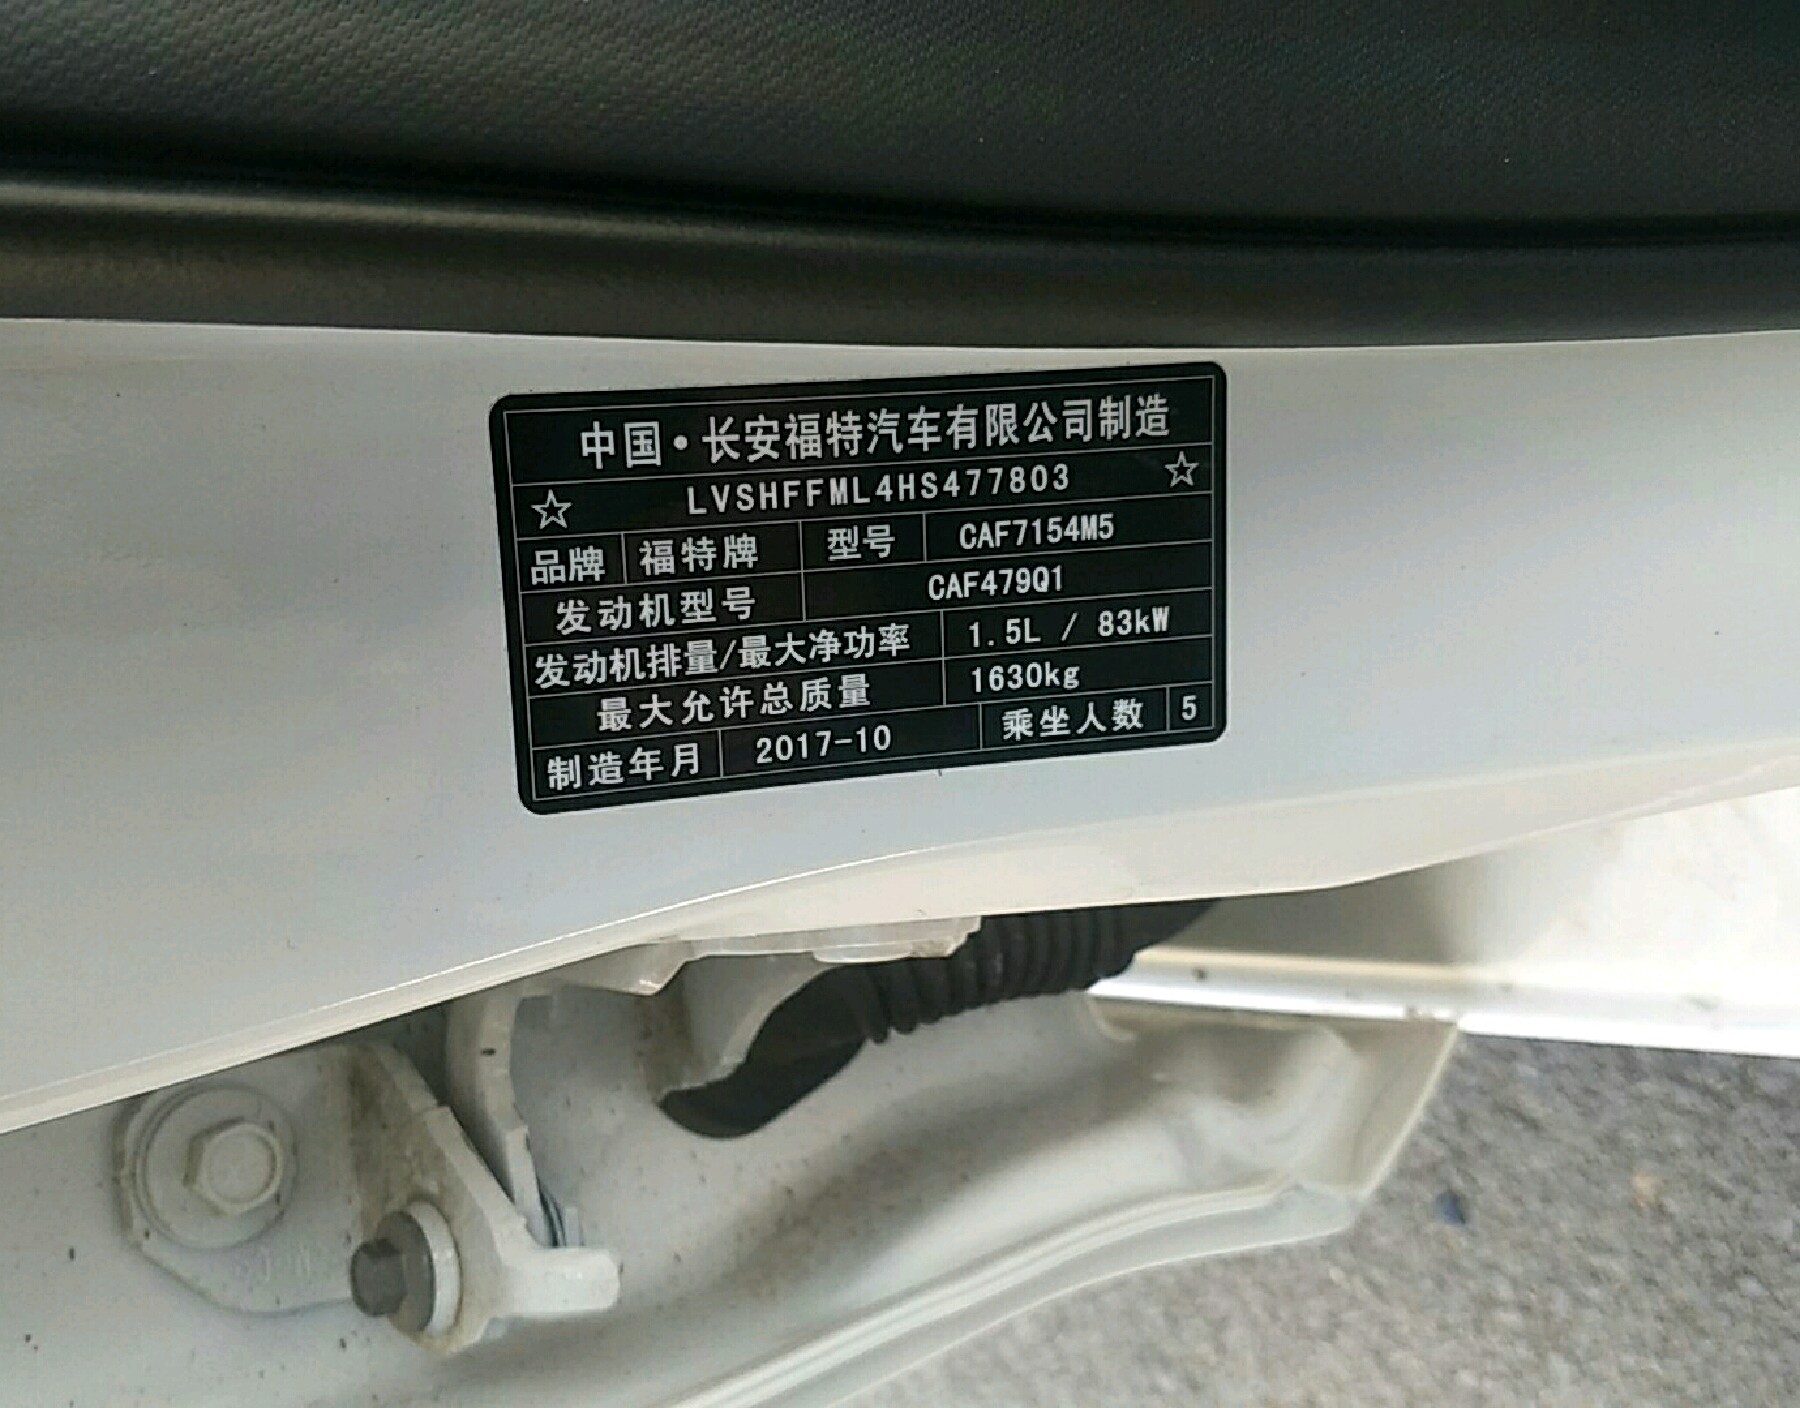 中国·长安福特汽车有限公司制造
☆ LVSHFFML4HS477803 ☆
品牌 福特牌 型号 CAF7154M5
发动机型号 CAF479Q1
发动机排量/最大净功率 1.5L / 83kW
最大允许总质量 1630kg
制造年月 2017-10 乘坐人数 5